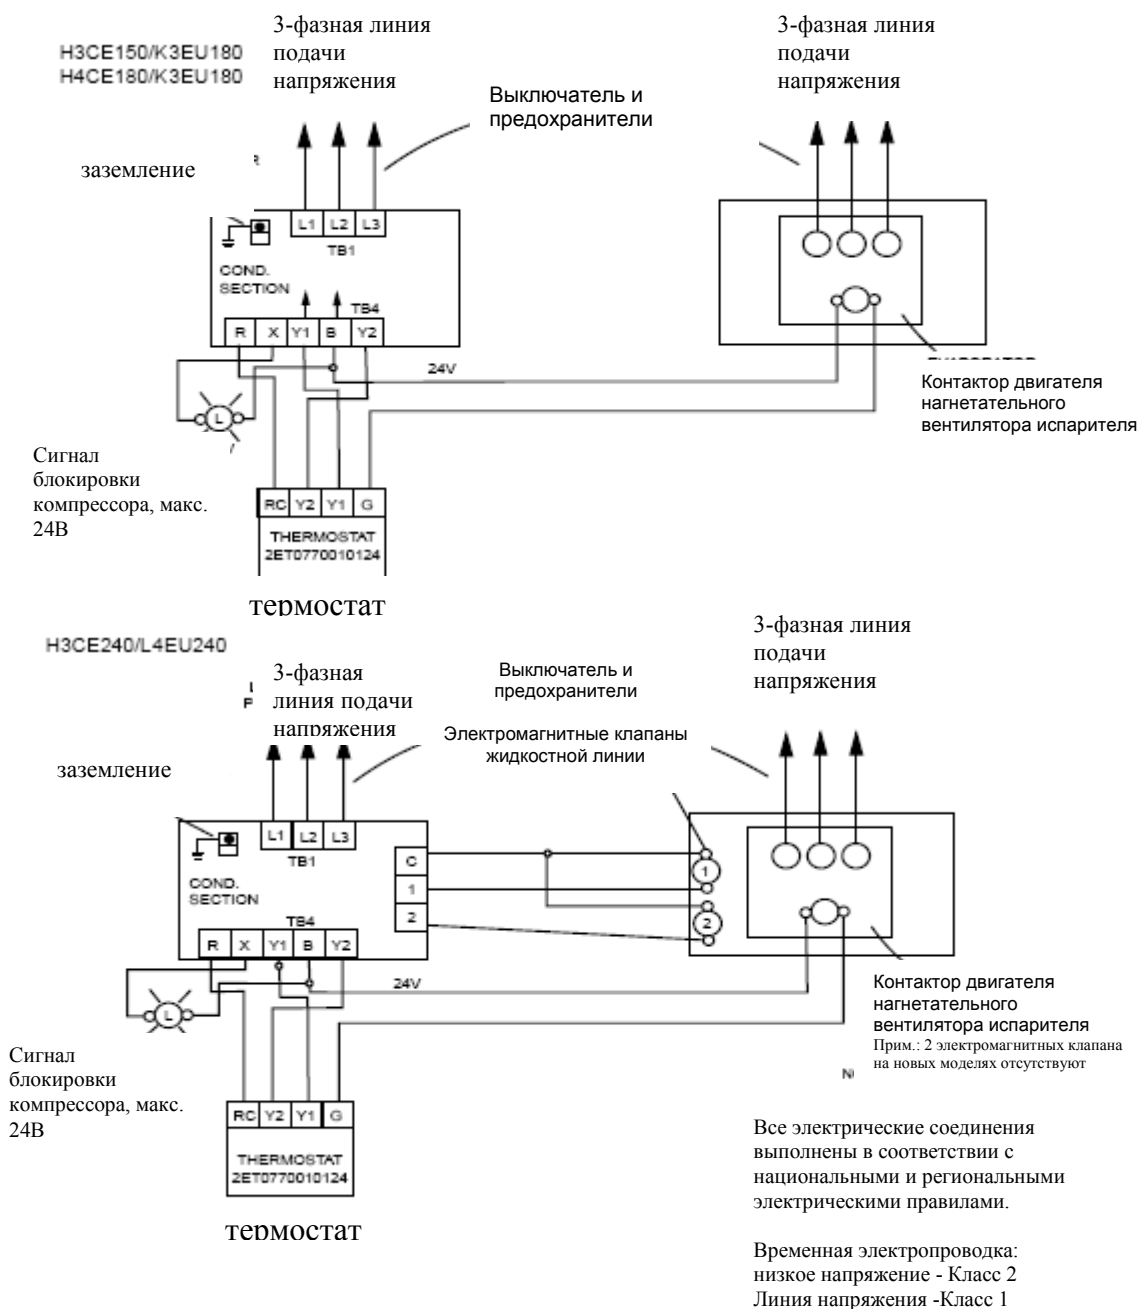 3-фазная линия
подачи
напряжения
3-фазная линия
подачи
напряжения
H3CE150/K3EU180
H4CE180/K3EU180
Выключатель и
предохранители
заземление
L1 L2 L3
TB1
COND.
SECTION
TB4
R X Y1 B Y2
24V
L
Контактор двигателя
нагнетательного
вентилятора испарителя
Сигнал
блокировки
компрессора, макс.
24В
RC Y2 Y1 G
THERMOSTAT
2ET0770010124
термостат
H3CE240/L4EU240
3-фазная
линия подачи
напряжения
Выключатель и
предохранители
Электромагнитные клапаны
жидкостной линии
3-фазная линия
подачи
напряжения
заземление
L1 L2 L3
TB1
C
1
2
1
2
COND.
SECTION
TB4
R X Y1 B Y2
24V
L
Контактор двигателя
нагнетательного
вентилятора испарителя
Прим.: 2 электромагнитных клапана
на новых моделях отсутствуют
Сигнал
блокировки
компрессора, макс.
24В
RC Y2 Y1 G
THERMOSTAT
2ET0770010124
термостат
Все электрические соединения
выполнены в соответствии с
национальными и региональными
электрическими правилами.
Временная электропроводка:
низкое напряжение - Класс 2
Линия напряжения -Класс 1